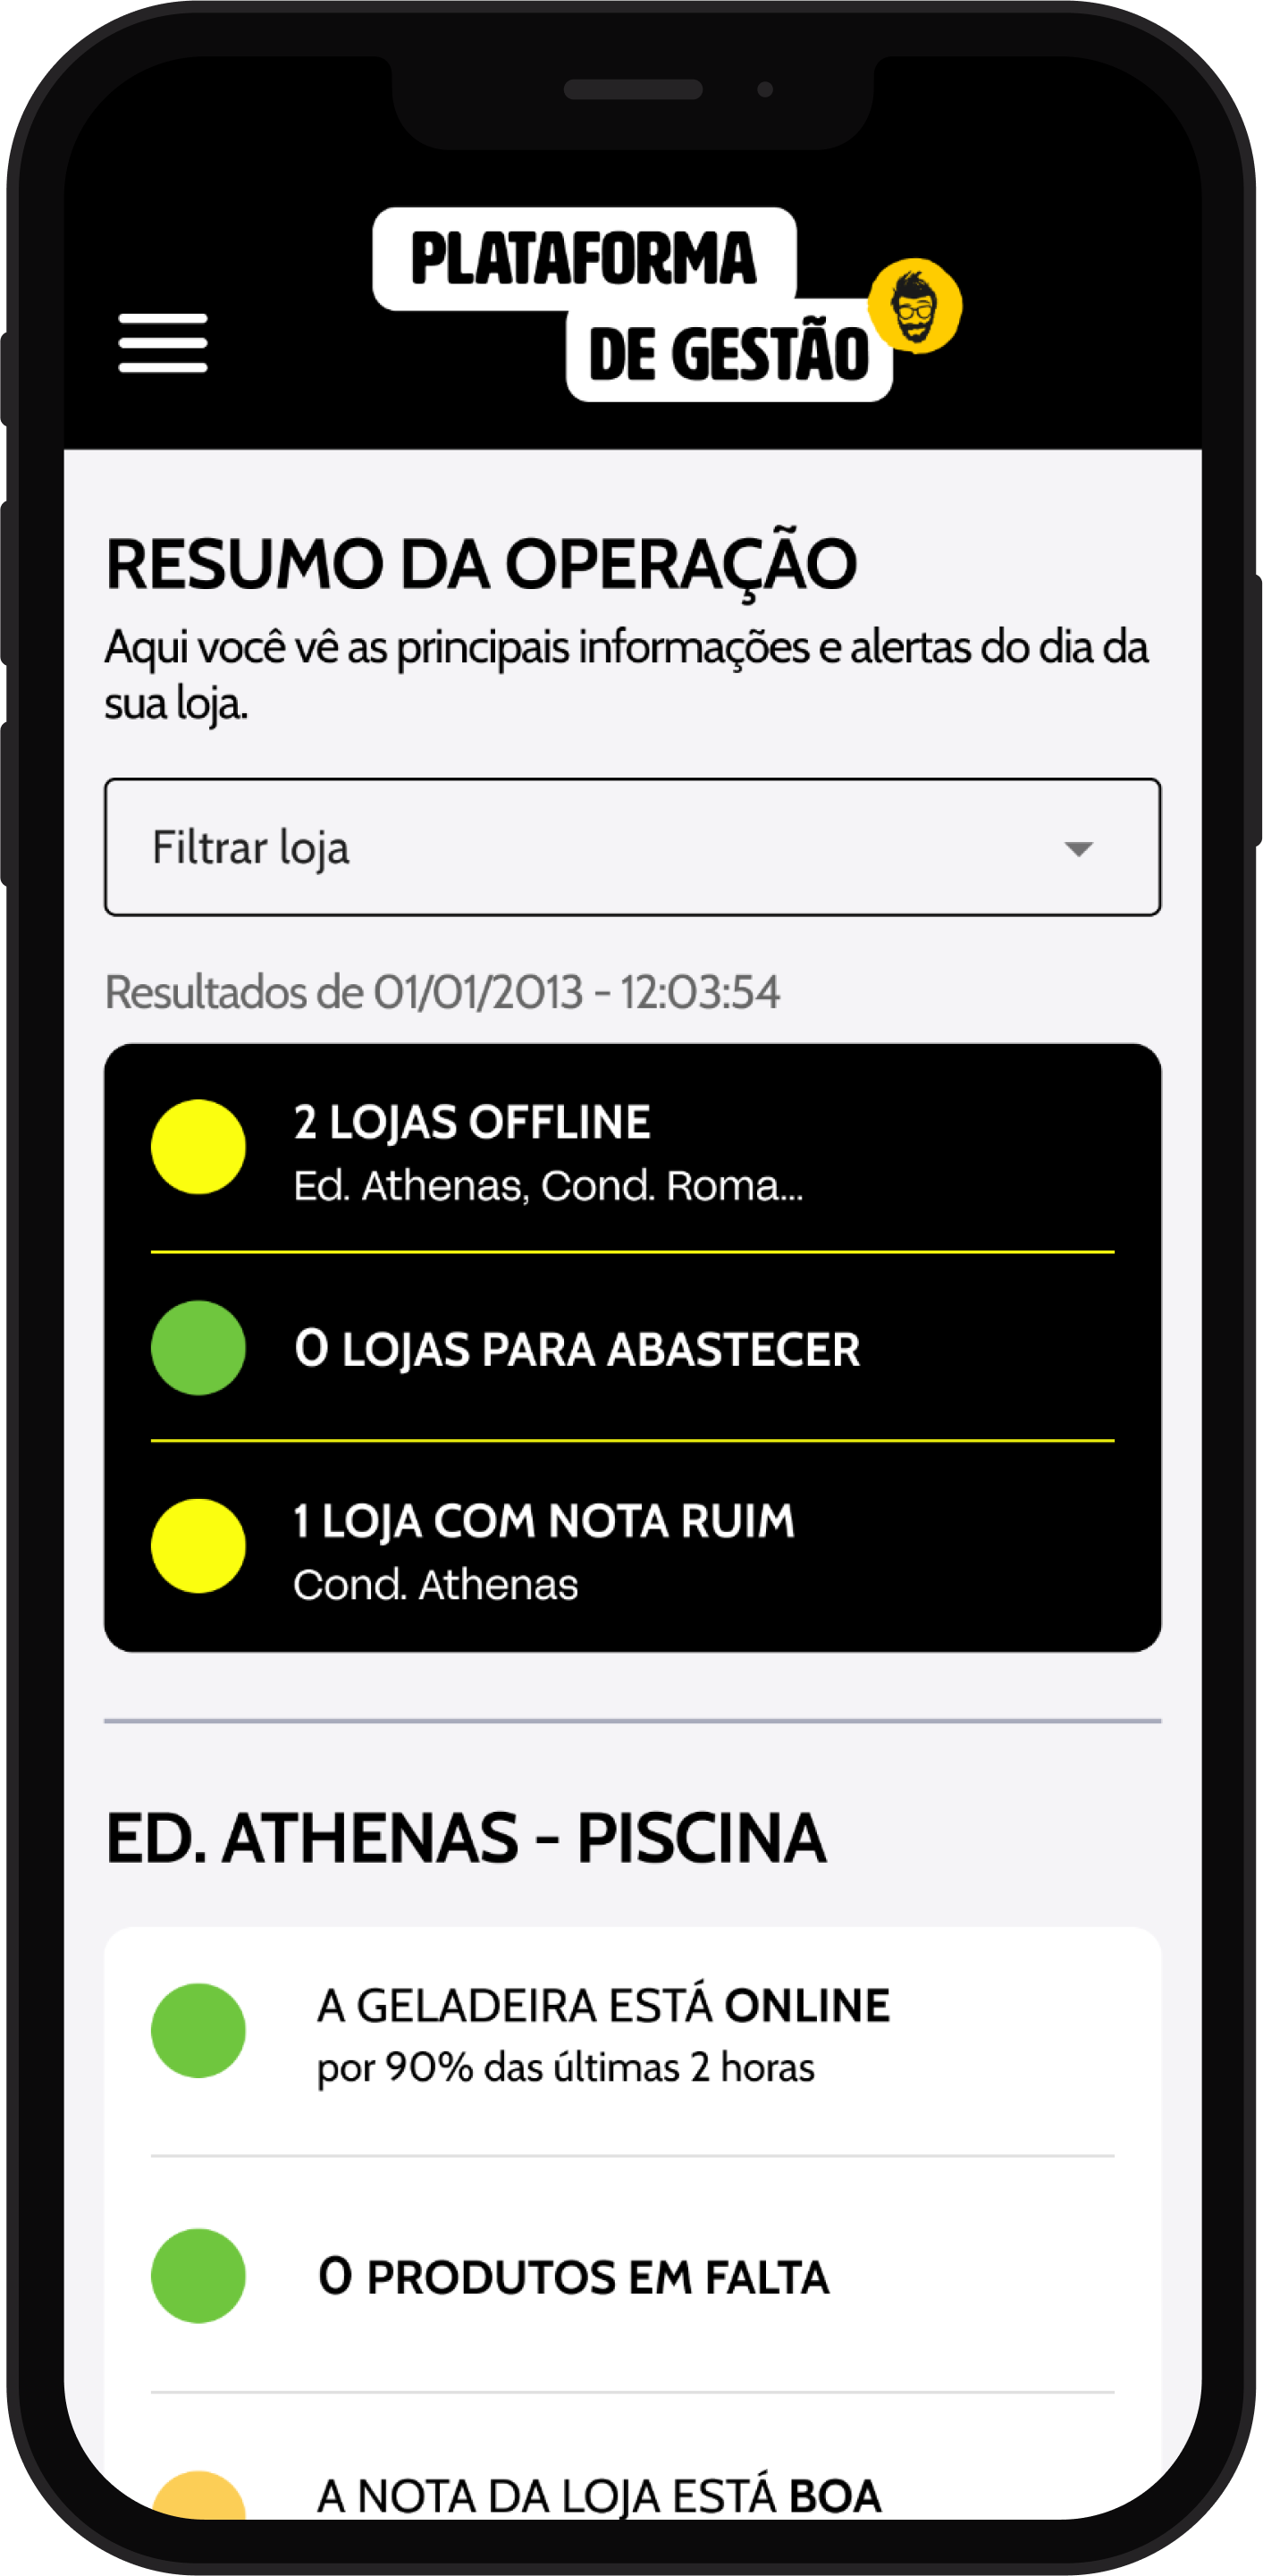 PLATAFORMA
DE GESTÃO
RESUMO DA OPERAÇÃO
Aqui você vê as principais informações e alertas do dia da
sua loja.
Filtrar loja
Resultados de 01/01/2013 - 12:03:54
2 LOJAS OFFLINE
Ed. Athenas, Cond. Roma...
0 LOJAS PARA ABASTECER
1 LOJA COM NOTA RUIM
Cond. Athenas
ED. ATHENAS - PISCINA
A GELADEIRA ESTÁ ONLINE
por 90% das últimas 2 horas
0 PRODUTOS EM FALTA
A NOTA DA LOJA ESTÁ BOA